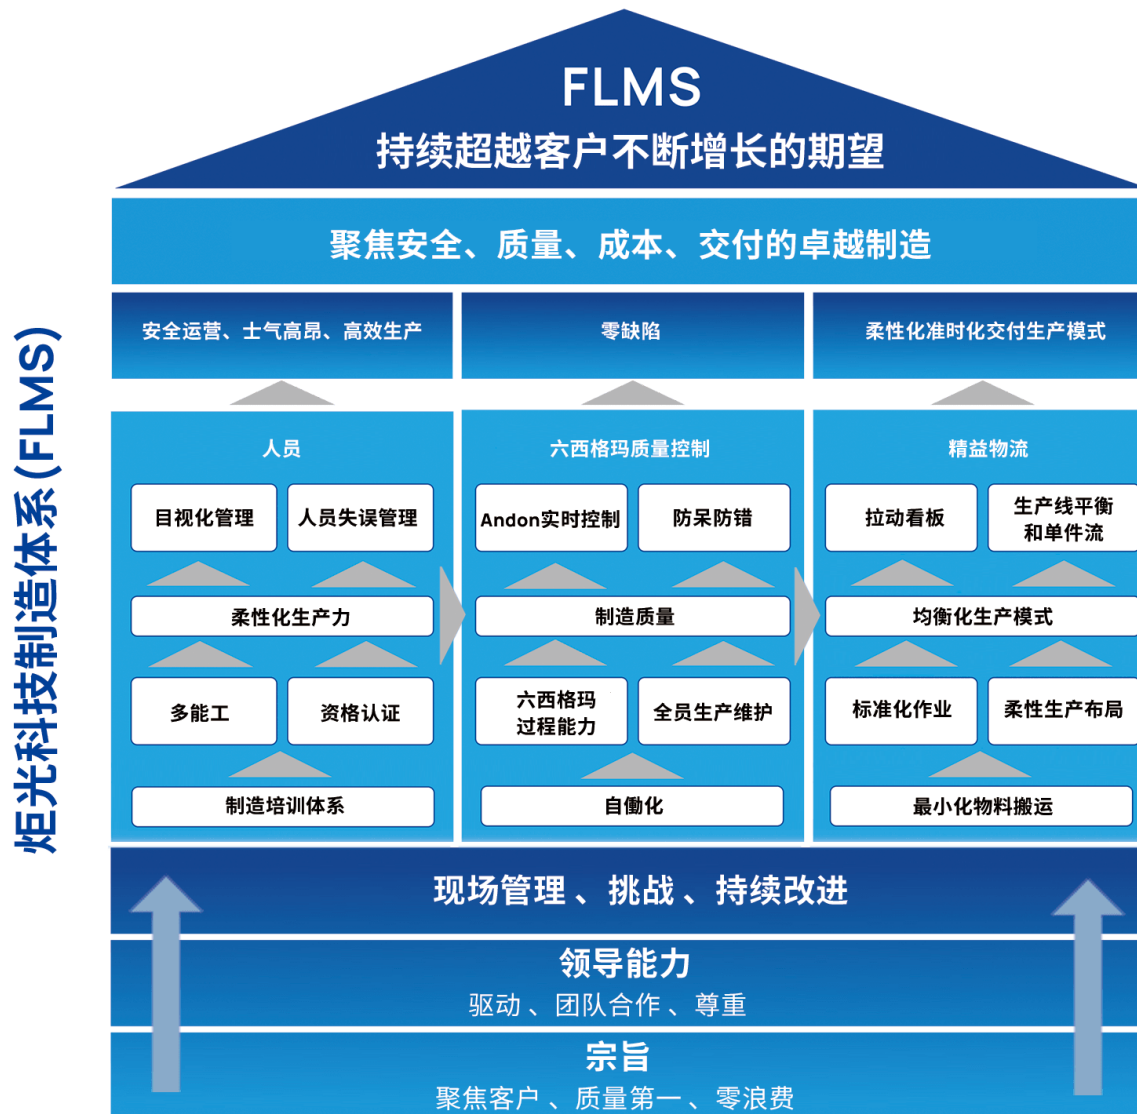 炬光科技制造体系(FLMS)
FLMS
持续超越客户不断增长的期望
聚焦安全、质量、成本、交付的卓越制造
安全运营、士气高昂、高效生产
零缺陷
柔性化准时化交付生产模式
人员
目视化管理
人员失误管理
柔性化生产力
多能工
资格认证
制造培训体系
六西格玛质量控制
Andon实时控制
防呆防错
制造质量
六西格玛
过程能力
全员生产维护
自働化
精益物流
拉动看板
生产线平衡
和单件流
均衡化生产模式
标准化作业
柔性生产布局
最小化物料搬运
现场管理、挑战、持续改进
领导能力
驱动、团队合作、尊重
宗旨
聚焦客户、质量第一、零浪费